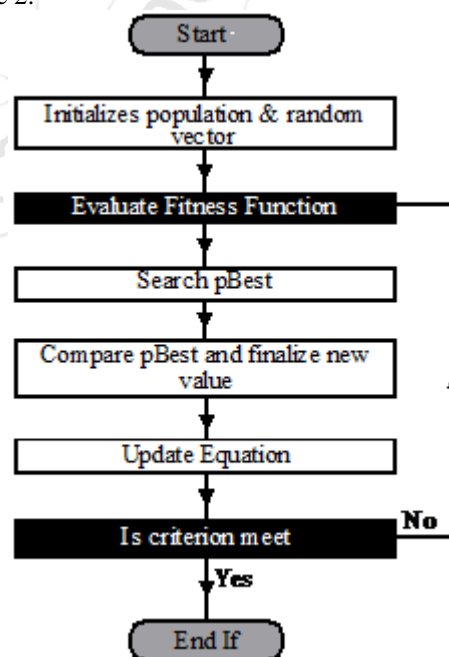 Start
Initializes population & random
vector
Evaluate Fitness Function
Search pBest
Compare pBest and finalize new
value
Update Equation
Is criterion meet
No
Yes
End If